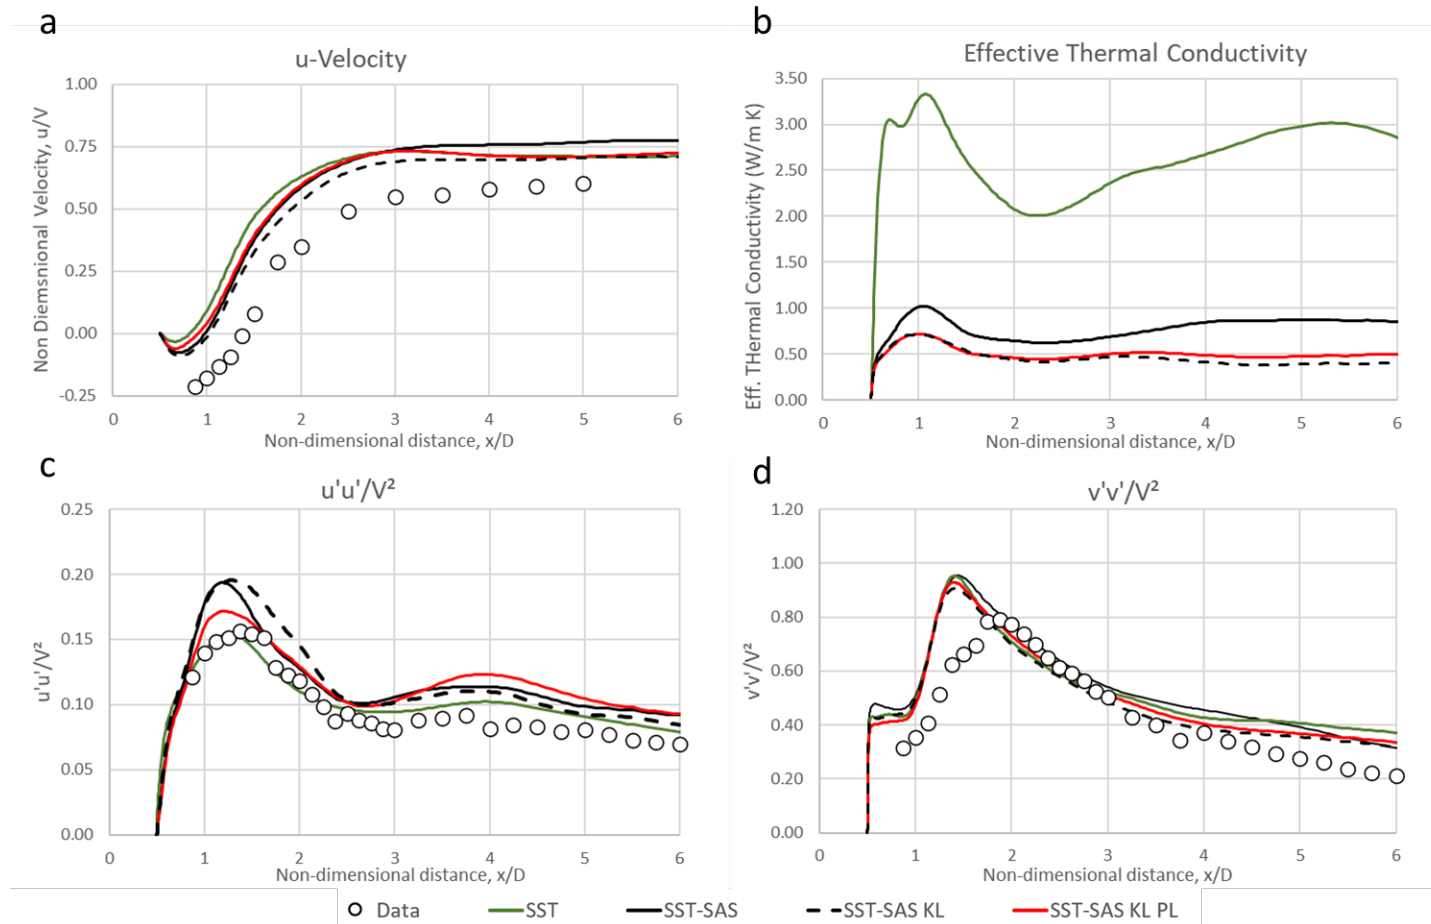 a
u-Velocity
Non Diemsnional Velocity, u/V
1.00
0.75
0.50
0.25
0.00
-0.25
0 1 2 3 4 5 6
Non-dimensional distance, x/D
b
Effective Thermal Conductivity
Eff. THermal Conductivity (W/m K)
3.50
3.00
2.50
2.00
1.50
1.00
0.50
0.00
0 1 2 3 4 5 6
Non-dimensional distance, x/D
c
u'u'/V²
u'u'/V²
0.25
0.20
0.15
0.10
0.05
0.00
0 1 2 3 4 5 6
Non-dimensional distance, x/D
d
v'v'/V²
v'v'/V²
1.20
1.00
0.80
0.60
0.40
0.20
0.00
0 1 2 3 4 5 6
Non-dimensional distance, x/D
Data SST SST-SAS SST-SAS KL SST-SAS KL PL